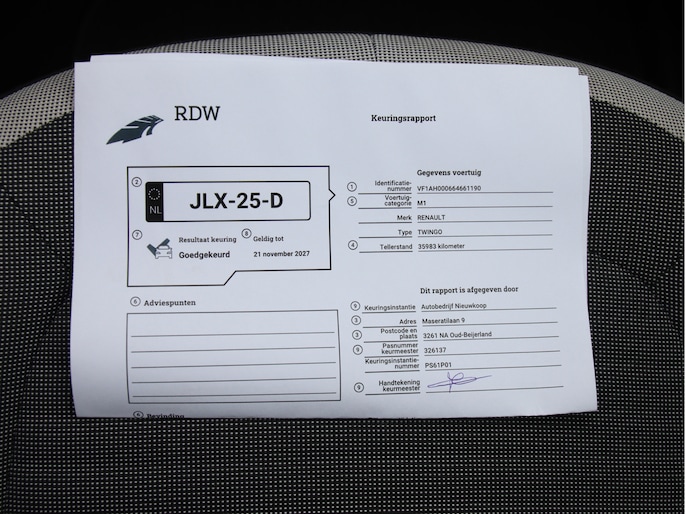 RDW
Keuringsrapport
2
NL
JLX-25-D
7
Resultaat keuring
Goedgekeurd
8
Geldig tot
21 november 2027
6 Adviespunten
6 Bevinding
Gegevens voertuig
1 Identificatie-
nummer VF1AH000664661190
5 Voertuig-
categorie M1
Merk RENAULT
Type TWINGO
4 Tellerstand 35983 kilometer
Dit rapport is afgegeven door
9 Keuringsinstantie Autobedrijf Nieuwkoop
3 Adres Maseratilaan 9
3 Postcode en
plaats 3261 NA Oud-Beijerland
9 Pasnummer
keurmeester 326137
Keuringsinstantie-
nummer PS61P01
9 Handtekening
keurmeester